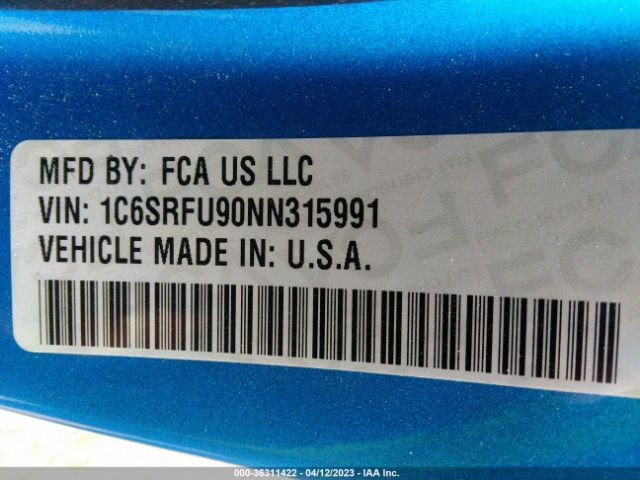 MFD BY: FCA US LLC
VIN: 1C6SRFU90NN315991
VEHICLE MADE IN: U.S.A.
000-36311422 - 04/12/2023 - IAA Inc.